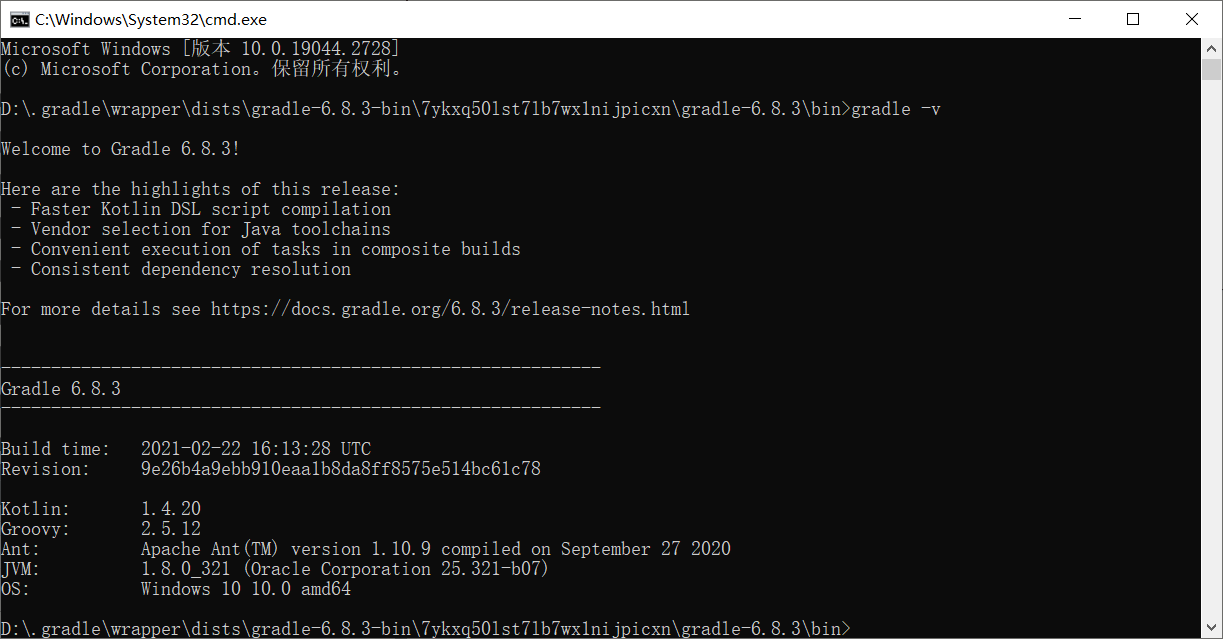 C:\Windows\System32\cmd.exe
Microsoft Windows [版本 10.0.19044.2728]
(c) Microsoft Corporation。保留所有权利。
D:\.gradle\wrapper\dists\gradle-6.8.3-bin\7ykxq50lst7lb7wx1nijpicxn\gradle-6.8.3\bin>gradle -v
Welcome to Gradle 6.8.3!
Here are the highlights of this release:
- Faster Kotlin DSL script compilation
- Vendor selection for Java toolchains
- Convenient execution of tasks in composite builds
- Consistent dependency resolution
For more details see https://docs.gradle.org/6.8.3/release-notes.html
------------------------------------------------------------
Gradle 6.8.3
------------------------------------------------------------
Build time:   2021-02-22 16:13:28 UTC
Revision:     9e26b4a9ebb910eaa1b8da8ff8575e514bc61c78
Kotlin:       1.4.20
Groovy:       2.5.12
Ant:          Apache Ant(TM) version 1.10.9 compiled on September 27 2020
JVM:          1.8.0_321 (Oracle Corporation 25.321-b07)
OS:           Windows 10 10.0 amd64
D:\.gradle\wrapper\dists\gradle-6.8.3-bin\7ykxq50lst7lb7wx1nijpicxn\gradle-6.8.3\bin>